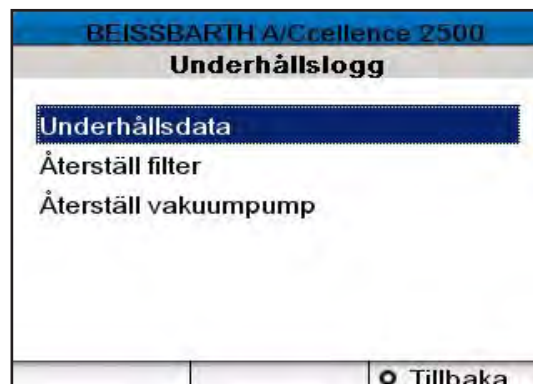 BEISSBARTH A/Ccellence 2500
Underhållslogg
Underhållsdata
Återställ filter
Återställ vakuumpump
Tillbaka